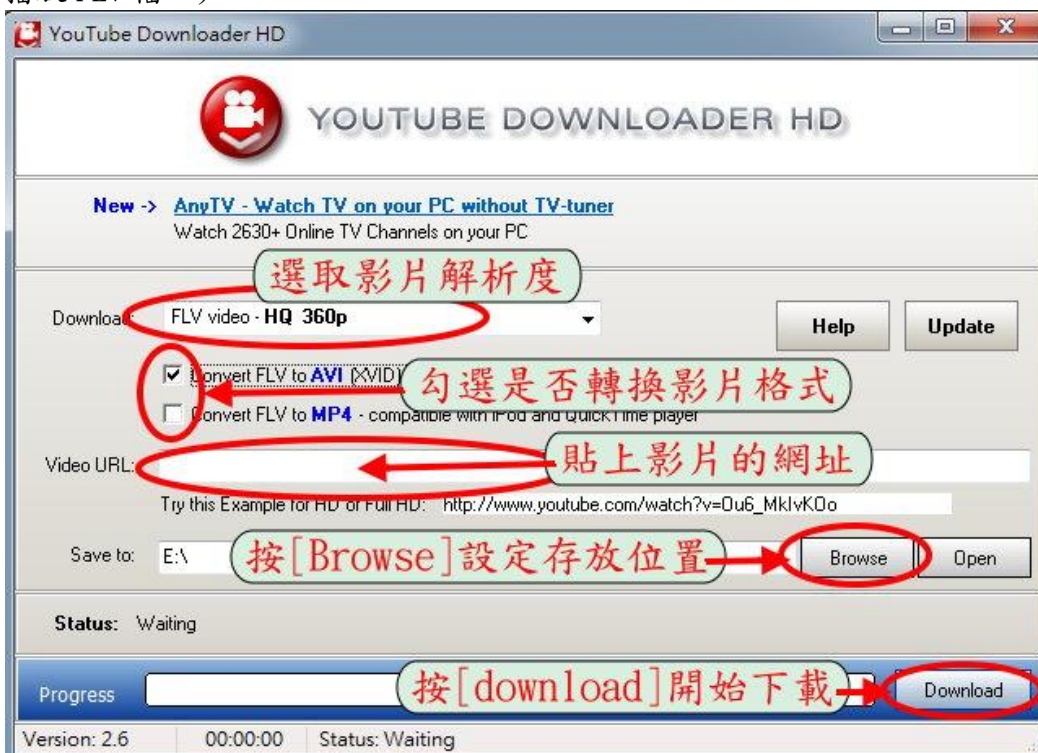 YouTube Downloader HD
YOUTUBE DOWNLOADER HD
New -> AnyTV - Watch TV on your PC without TV-tuner
Watch 2630+ Online TV Channels on your PC
選取影片解析度
Download: FLV video - HQ 360p
Help Update
Convert FLV to AVI (XVID)
勾選是否轉換影片格式
Convert FLV to MP4 - compatible with iPod and QuickTime player
貼上影片的網址
Video URL:
Try this Example for HD or Full HD: http://www.youtube.com/watch?v=Ou6_MkIvKOo
Save to: E:\ 按[Browse]設定存放位置 Browse Open
Status: Waiting
Progress 按[download]開始下載 Download
Version: 2.6 00:00:00 Status: Waiting